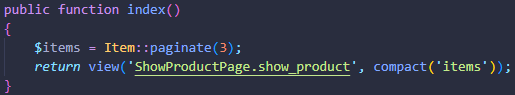 public function index()
{
    $items = Item::paginate(3);
    return view('ShowProductPage.show_product', compact('items'));
}